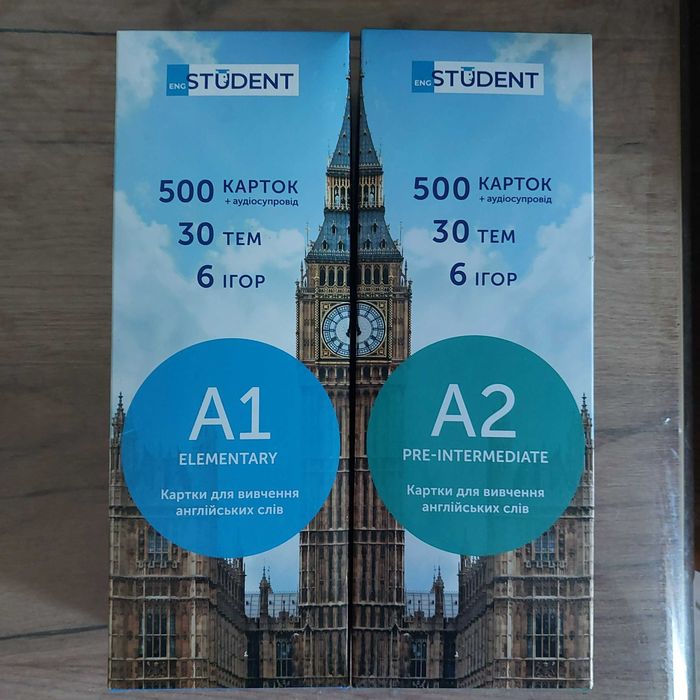 ENG STUDENT
500 КАРТОК
+ аудіосупровід
30 ТЕМ
6 ІГОР
A1
ELEMENTARY
Картки для вивчення
англійських слів
ENG STUDENT
500 КАРТОК
+ аудіосупровід
30 ТЕМ
6 ІГОР
A2
PRE-INTERMEDIATE
Картки для вивчення
англійських слів